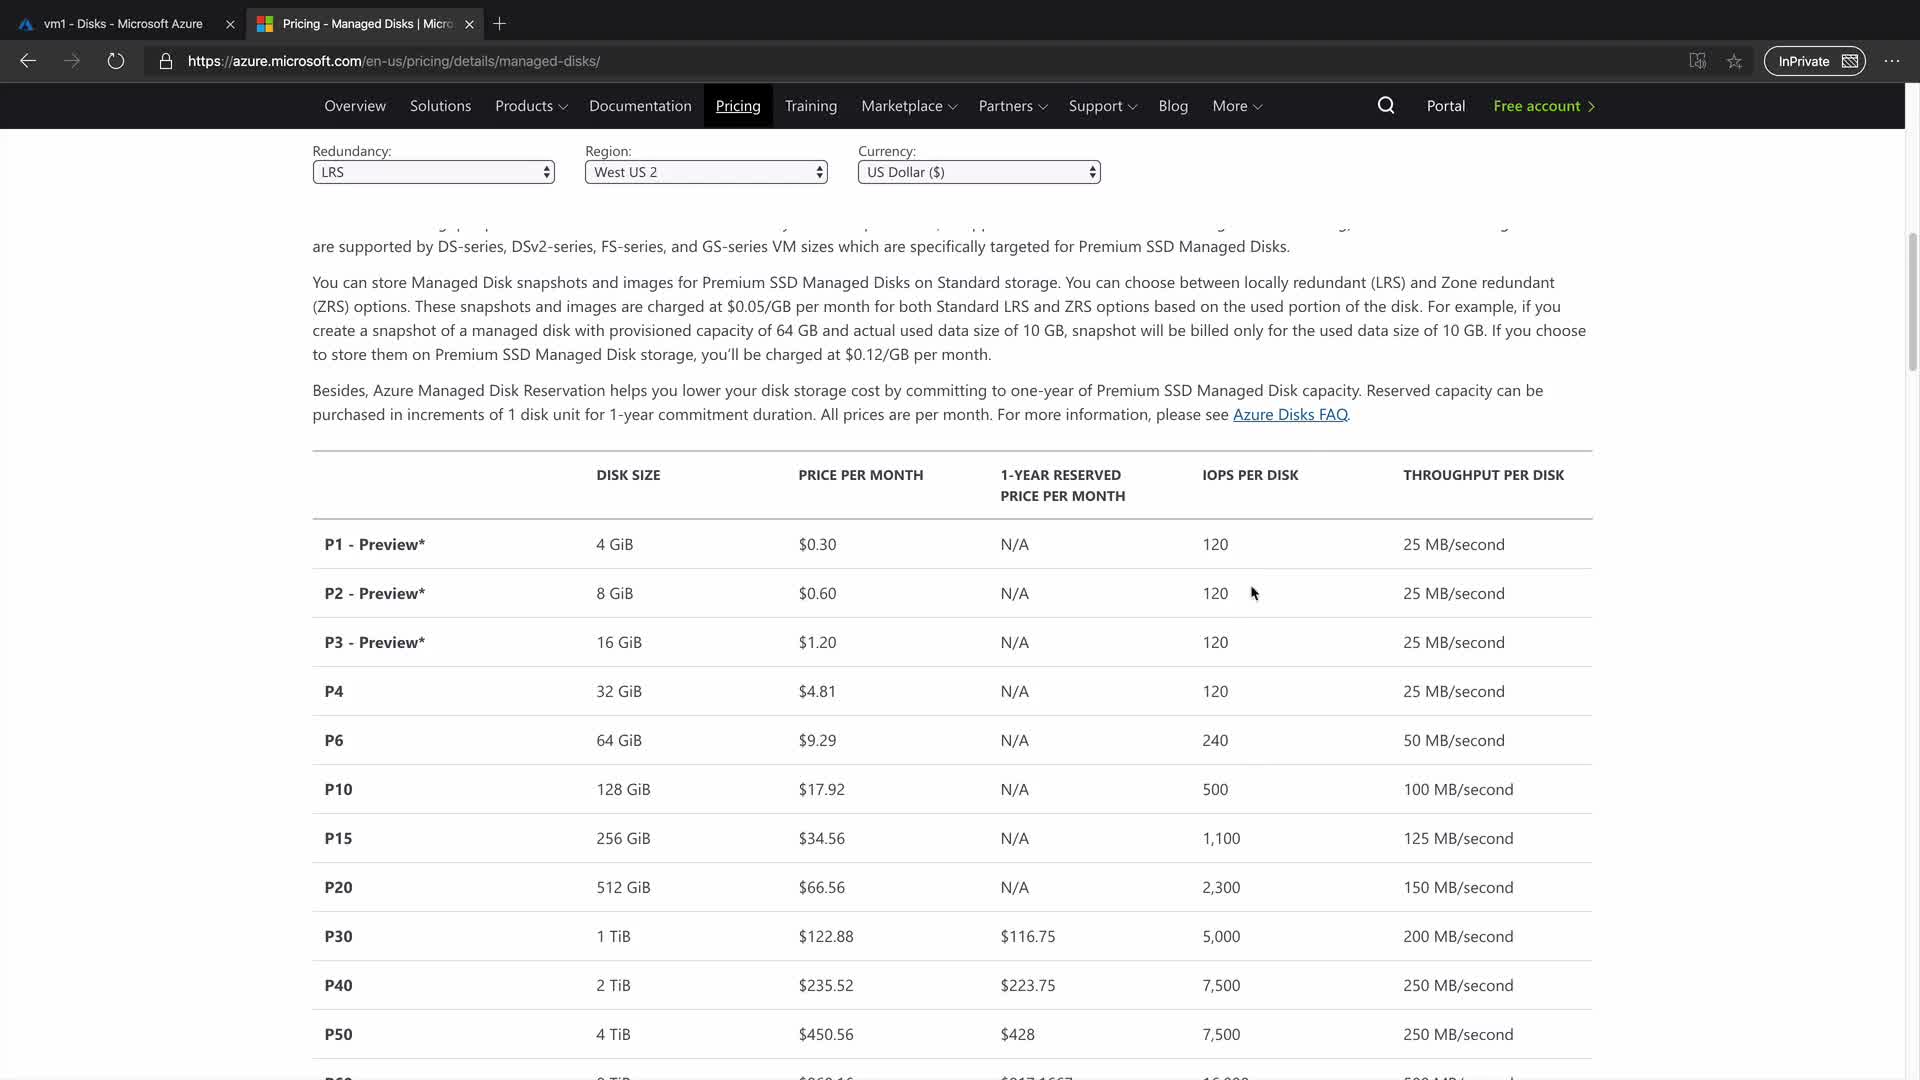 vm1 - Disks - Microsoft Azure
Pricing - Managed Disks | Micro
https://azure.microsoft.com/en-us/pricing/details/managed-disks/
InPrivate
Overview Solutions Products Documentation Pricing Training Marketplace Partners Support Blog More Portal Free account
Redundancy: Region: Currency:
LRS West US 2 US Dollar ($)
are supported by DS-series, DSv2-series, FS-series, and GS-series VM sizes which are specifically targeted for Premium SSD Managed Disks.
You can store Managed Disk snapshots and images for Premium SSD Managed Disks on Standard storage. You can choose between locally redundant (LRS) and Zone redundant
(ZRS) options. These snapshots and images are charged at $0.05/GB per month for both Standard LRS and ZRS options based on the used portion of the disk. For example, if you
create a snapshot of a managed disk with provisioned capacity of 64 GB and actual used data size of 10 GB, snapshot will be billed only for the used data size of 10 GB. If you choose
to store them on Premium SSD Managed Disk storage, you'll be charged at $0.12/GB per month.
Besides, Azure Managed Disk Reservation helps you lower your disk storage cost by committing to one-year of Premium SSD Managed Disk capacity. Reserved capacity can be
purchased in increments of 1 disk unit for 1-year commitment duration. All prices are per month. For more information, please see Azure Disks FAQ.
DISK SIZE PRICE PER MONTH 1-YEAR RESERVED IOPS PER DISK THROUGHPUT PER DISK
PRICE PER MONTH
P1 - Preview* 4 GiB $0.30 N/A 120 25 MB/second
P2 - Preview* 8 GiB $0.60 N/A 120 25 MB/second
P3 - Preview* 16 GiB $1.20 N/A 120 25 MB/second
P4 32 GiB $4.81 N/A 120 25 MB/second
P6 64 GiB $9.29 N/A 240 50 MB/second
P10 128 GiB $17.92 N/A 500 100 MB/second
P15 256 GiB $34.56 N/A 1,100 125 MB/second
P20 512 GiB $66.56 N/A 2,300 150 MB/second
P30 1 TiB $122.88 $116.75 5,000 200 MB/second
P40 2 TiB $235.52 $223.75 7,500 250 MB/second
P50 4 TiB $450.56 $428 7,500 250 MB/second